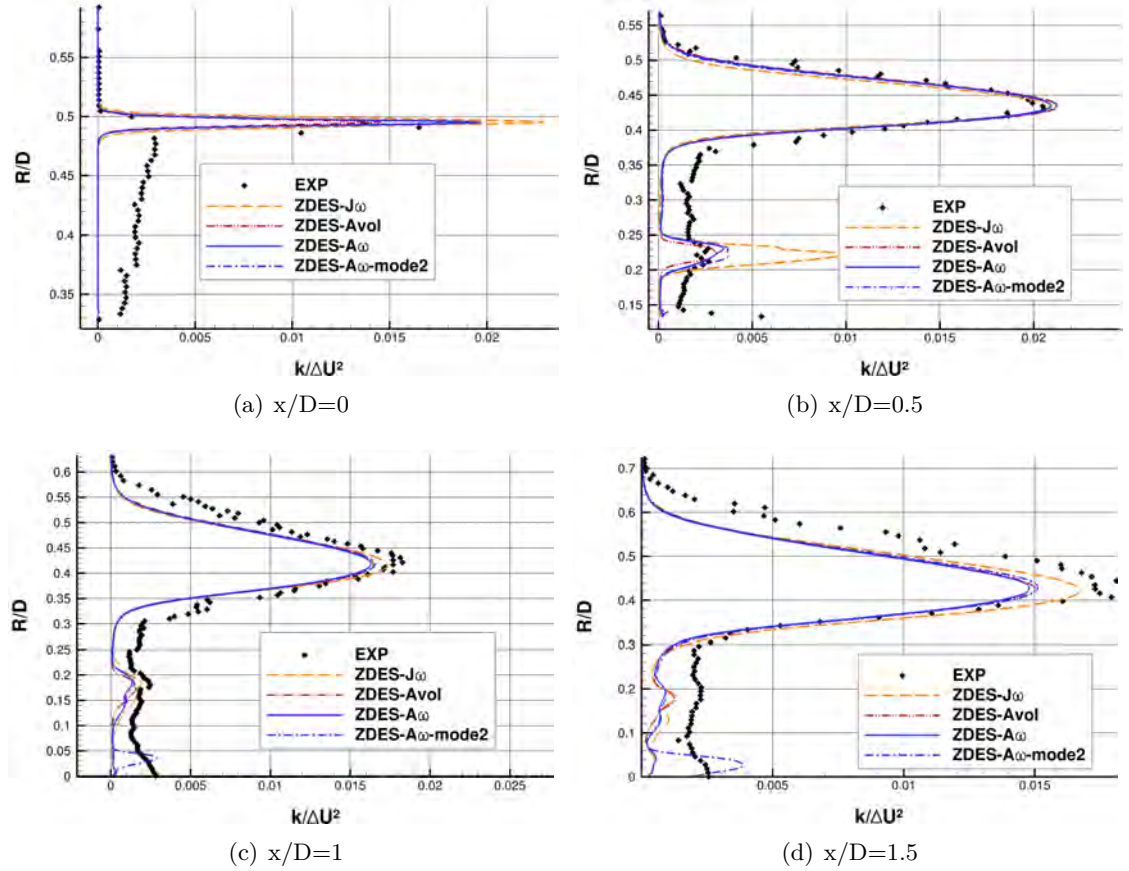 0.55
0.5
0.45
0.4
0.35
R/D
EXP
ZDES-Jω
ZDES-Avol
ZDES-Aω
ZDES-Aω-mode2
0 0.005 0.01 0.015 0.02
k/ΔU²
(a) x/D=0
0.5
0.4
0.35
0.3
0.25
0.2
0.15
R/D
EXP
ZDES-Jω
ZDES-Avol
ZDES-Aω
ZDES-Aω-mode2
0 0.005 0.01 0.015 0.02
k/ΔU²
(b) x/D=0.5
0.6
0.55
0.5
0.45
0.4
0.35
0.3
0.25
0.2
0.15
0.1
0.05
0
R/D
EXP
ZDES-Jω
ZDES-Avol
ZDES-Aω
ZDES-Aω-mode2
0 0.005 0.01 0.015 0.02 0.025
k/ΔU²
(c) x/D=1
0.7
0.6
0.5
0.4
0.3
0.2
0.1
0
R/D
EXP
ZDES-Jω
ZDES-Avol
ZDES-Aω
ZDES-Aω-mode2
0.005 0.01 0.015
k/ΔU²
(d) x/D=1.5